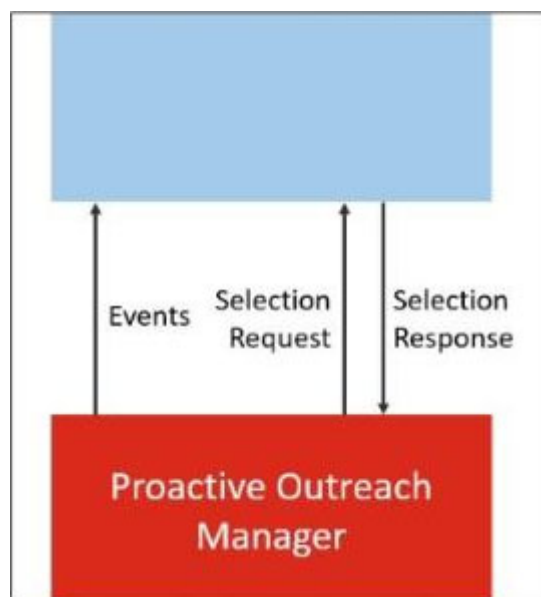 Events
Selection
Request
Selection
Response
Proactive Outreach
Manager